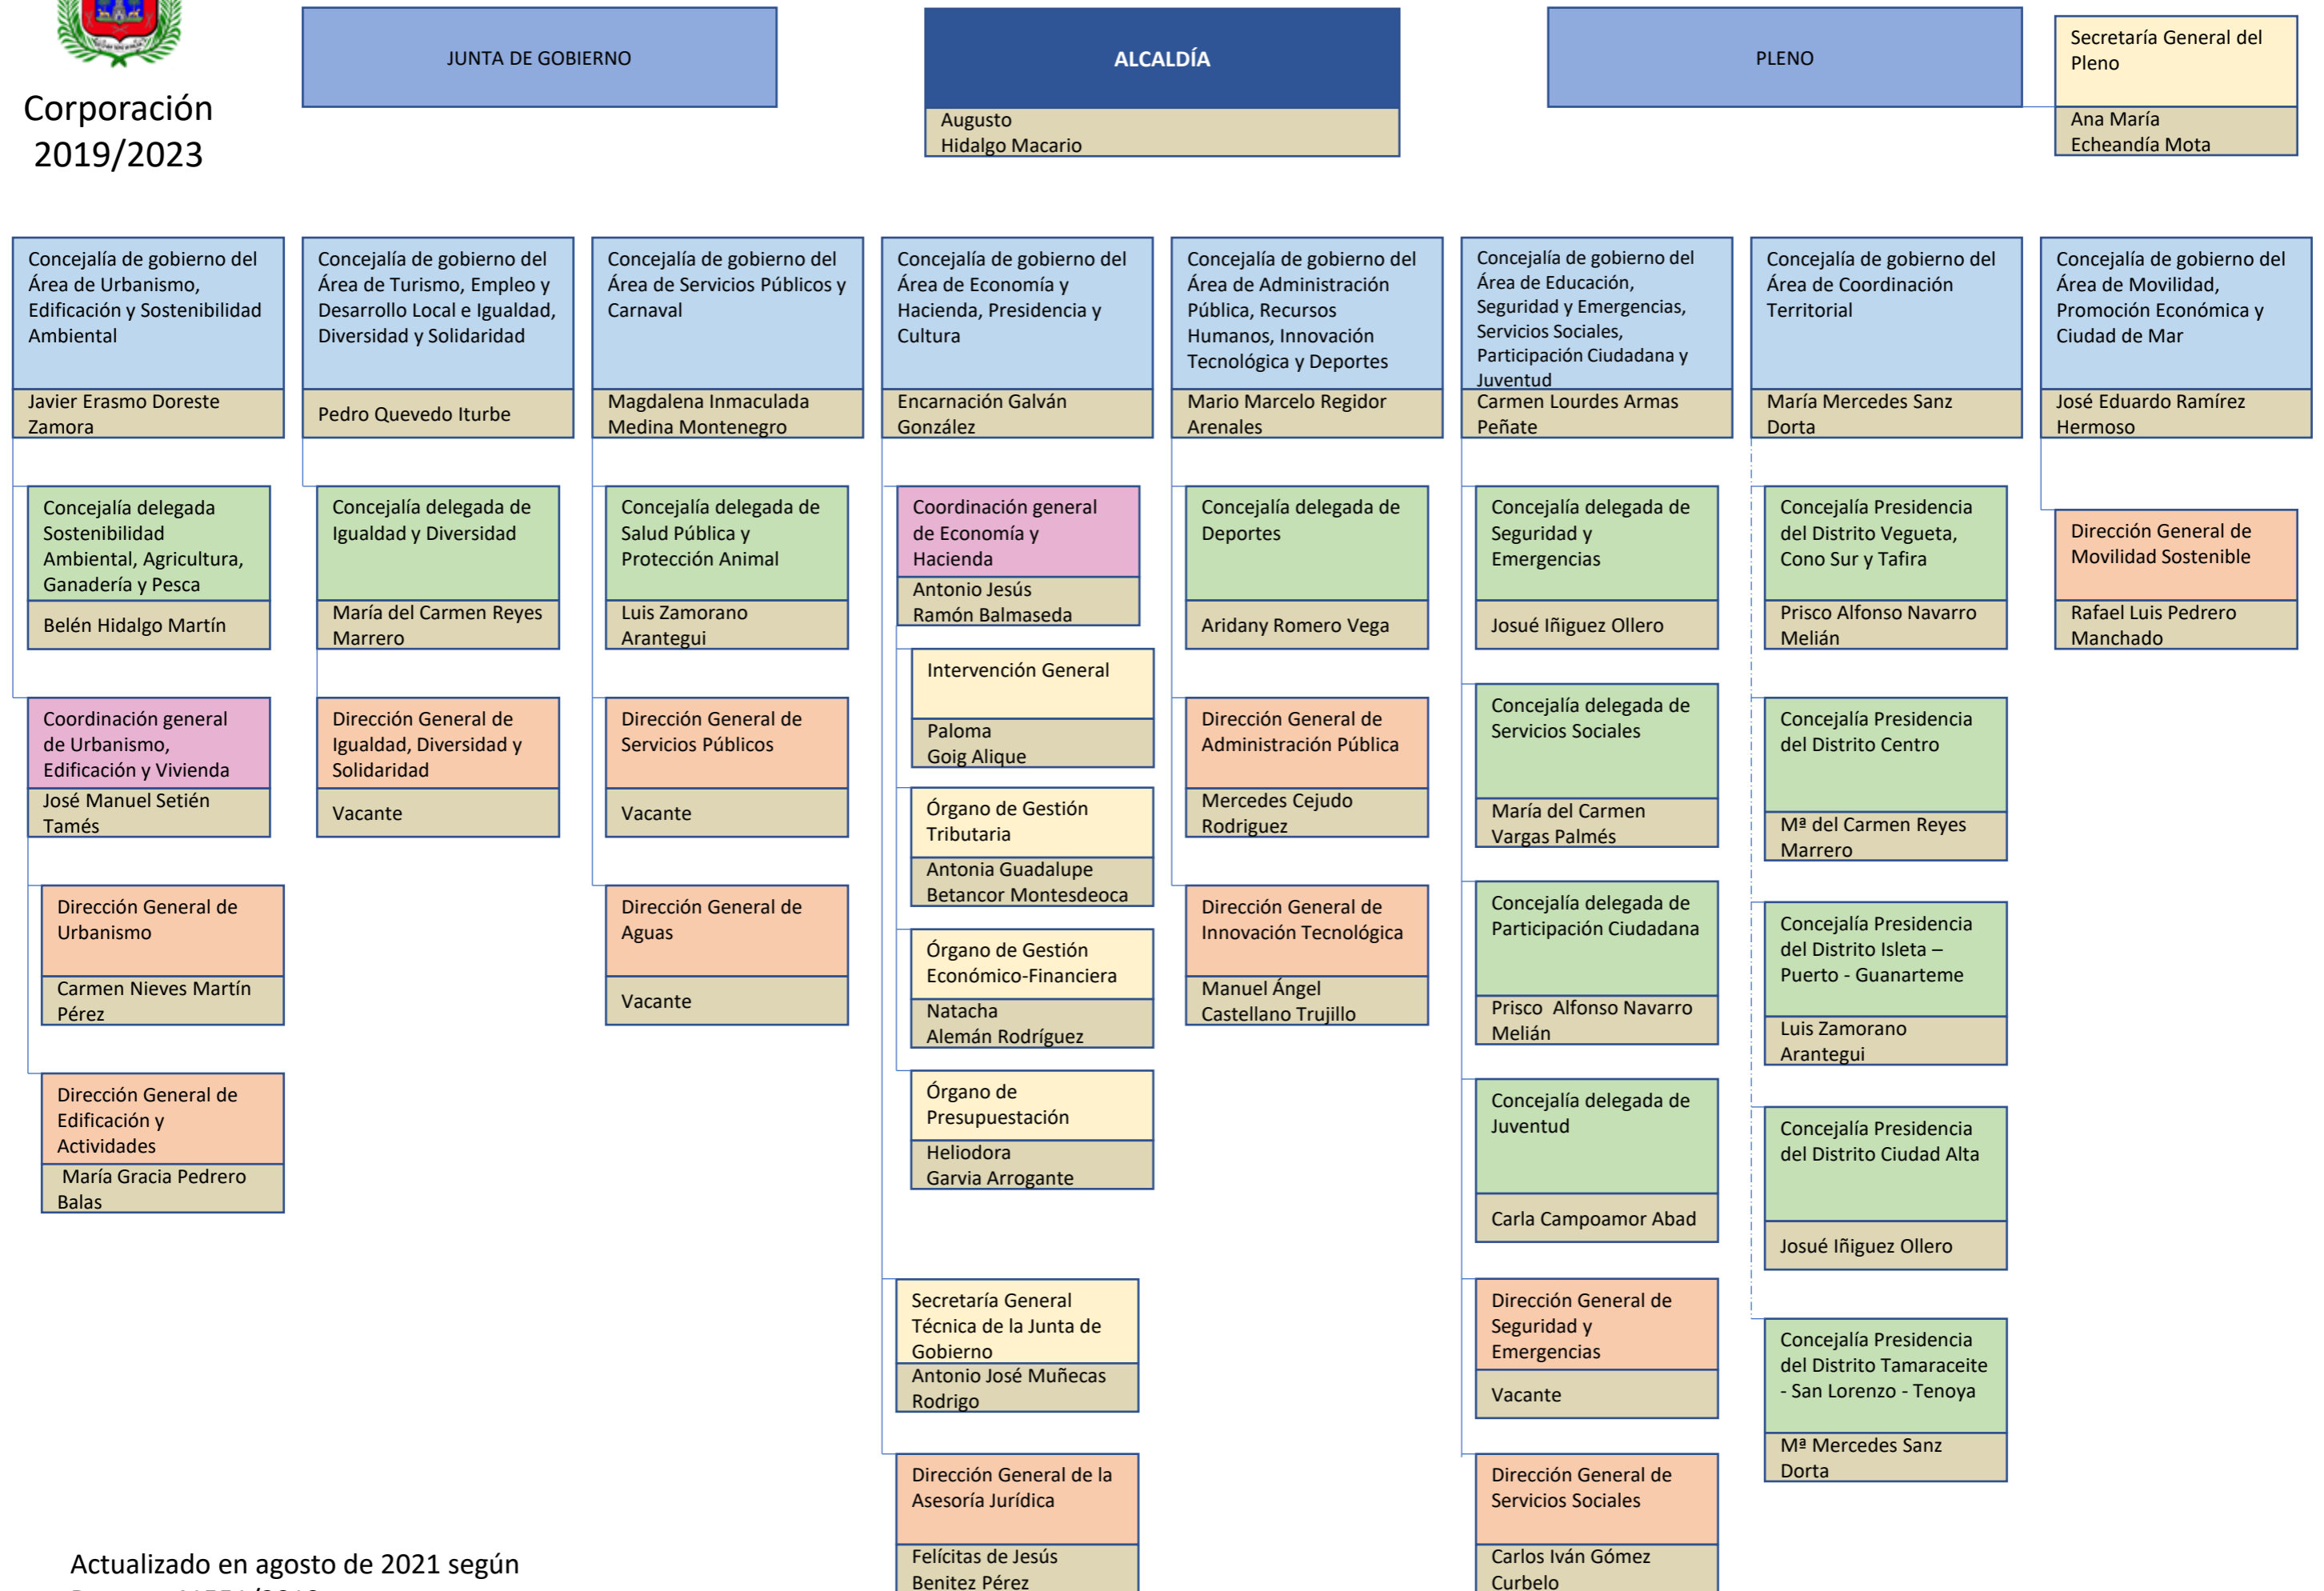 Corporación
2019/2023
JUNTA DE GOBIERNO
ALCALDÍA
Augusto
Hidalgo Macario
PLENO
Secretaría General del
Pleno
Ana María
Echeandía Mota
Concejalía de gobierno del
Área de Urbanismo,
Edificación y Sostenibilidad
Ambiental
Javier Erasmo Doreste
Zamora
Concejalía delegada
Sostenibilidad
Ambiental, Agricultura,
Ganadería y Pesca
Belén Hidalgo Martín
Coordinación general
de Urbanismo,
Edificación y Vivienda
José Manuel Setién
Tamés
Dirección General de
Urbanismo
Carmen Nieves Martín
Pérez
Dirección General de
Edificación y
Actividades
María Gracia Pedrero
Balas
Concejalía de gobierno del
Área de Turismo, Empleo y
Desarrollo Local e Igualdad,
Diversidad y Solidaridad
Pedro Quevedo Iturbe
Concejalía delegada de
Igualdad y Diversidad
María del Carmen Reyes
Marrero
Dirección General de
Igualdad, Diversidad y
Solidaridad
Vacante
Concejalía de gobierno del
Área de Servicios Públicos y
Carnaval
Magdalena Inmaculada
Medina Montenegro
Concejalía delegada de
Salud Pública y
Protección Animal
Luis Zamorano
Arantegui
Dirección General de
Servicios Públicos
Vacante
Dirección General de
Aguas
Vacante
Concejalía de gobierno del
Área de Economía y
Hacienda, Presidencia y
Cultura
Encarnación Galván
González
Coordinación general
de Economía y
Hacienda
Antonio Jesús
Ramón Balmaseda
Intervención General
Paloma
Goig Alique
Órgano de Gestión
Tributaria
Antonia Guadalupe
Betancor Montesdeoca
Órgano de Gestión
Económico-Financiera
Natacha
Alemán Rodríguez
Órgano de
Presupuestación
Heliodora
Garvia Arrogante
Secretaría General
Técnica de la Junta de
Gobierno
Antonio José Muñecas
Rodrigo
Dirección General de la
Asesoría Jurídica
Felícitas de Jesús
Benitez Pérez
Concejalía de gobierno del
Área de Administración
Pública, Recursos
Humanos, Innovación
Tecnológica y Deportes
Mario Marcelo Regidor
Arenales
Concejalía delegada de
Deportes
Aridany Romero Vega
Dirección General de
Administración Pública
Mercedes Cejudo
Rodriguez
Dirección General de
Innovación Tecnológica
Manuel Ángel
Castellano Trujillo
Concejalía de gobierno del
Área de Educación,
Seguridad y Emergencias,
Servicios Sociales,
Participación Ciudadana y
Juventud
Carmen Lourdes Armas
Peñate
Concejalía delegada de
Seguridad y
Emergencias
Josué Iñiguez Ollero
Concejalía delegada de
Servicios Sociales
María del Carmen
Vargas Palmés
Concejalía delegada de
Participación Ciudadana
Prisco  Alfonso Navarro
Melián
Concejalía delegada de
Juventud
Carla Campoamor Abad
Dirección General de
Seguridad y
Emergencias
Vacante
Dirección General de
Servicios Sociales
Carlos Iván Gómez
Curbelo
Concejalía de gobierno del
Área de Coordinación
Territorial
María Mercedes Sanz
Dorta
Concejalía Presidencia
del Distrito Vegueta,
Cono Sur y Tafira
Prisco Alfonso Navarro
Melián
Concejalía Presidencia
del Distrito Centro
Mª del Carmen Reyes
Marrero
Concejalía Presidencia
del Distrito Isleta –
Puerto - Guanarteme
Luis Zamorano
Arantegui
Concejalía Presidencia
del Distrito Ciudad Alta
Josué Iñiguez Ollero
Concejalía Presidencia
del Distrito Tamaraceite
- San Lorenzo - Tenoya
Mª Mercedes Sanz
Dorta
Concejalía de gobierno del
Área de Movilidad,
Promoción Económica y
Ciudad de Mar
José Eduardo Ramírez
Hermoso
Dirección General de
Movilidad Sostenible
Rafael Luis Pedrero
Manchado
Actualizado en agosto de 2021 según